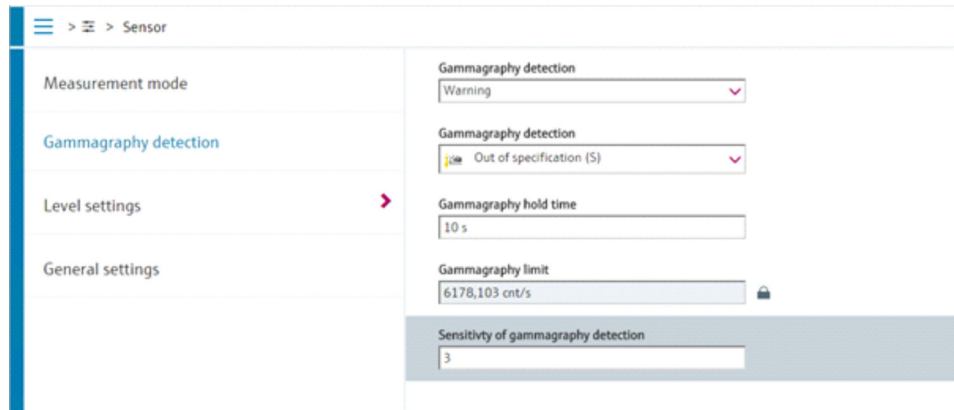 > > Sensor
Measurement mode
Gammagraphy detection
Level settings
General settings
Gammagraphy detection
Warning
Gammagraphy detection
Out of specification (S)
Gammagraphy hold time
10 s
Gammagraphy limit
6178,103 cnt/s
Sensitivty of gammagraphy detection
3